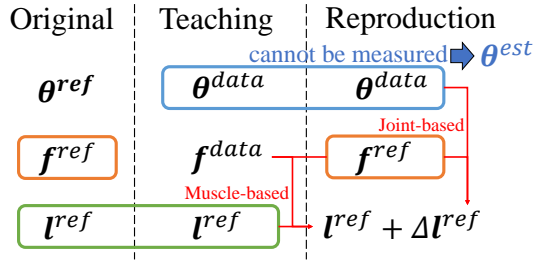 Original Teaching Reproduction
cannot be measured θ^est
θ^ref θ^data θ^data
Joint-based
f^ref f^data f^ref
Muscle-based
l^ref l^ref l^ref + Δl^ref